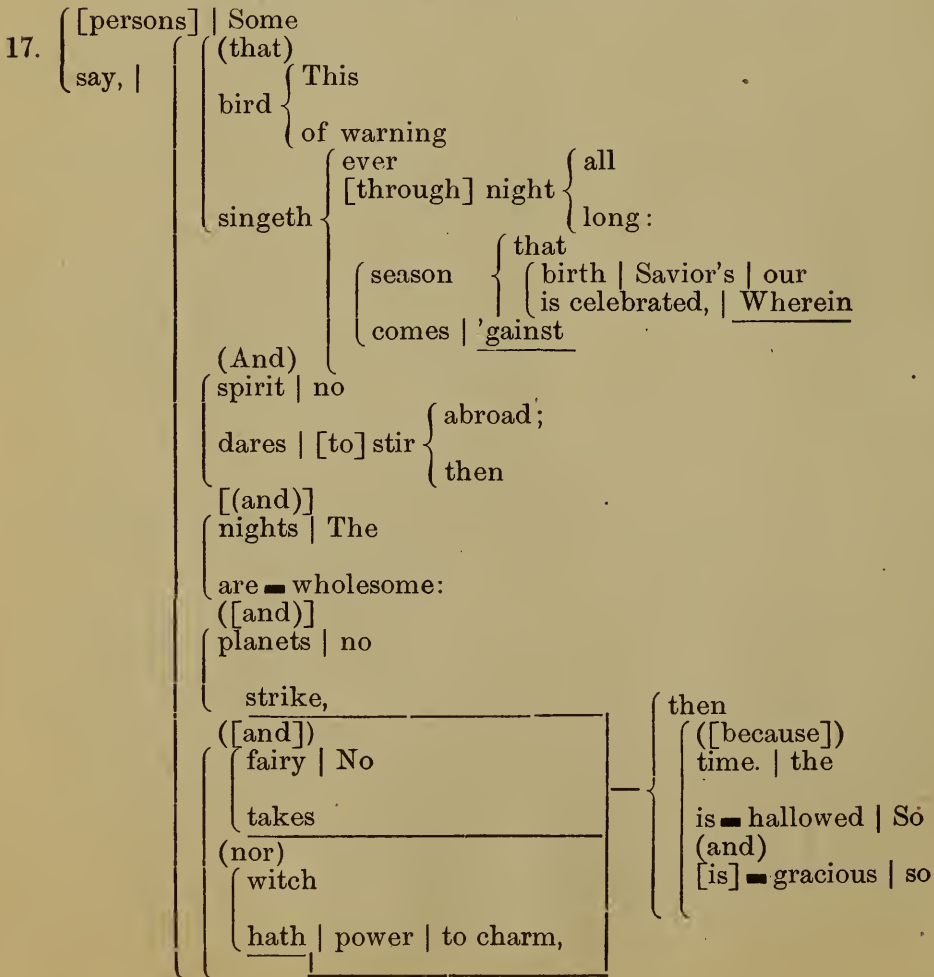 [persons] | Some
17.
(that)
say, |
This
bird
of warning
ever
all
[through] night
singeth
long:
that
season
birth | Savior's | our
is celebrated, | Wherein
comes | 'gainst
(And)
spirit | no
abroad;
dares | [to] stir
then
[(and)]
nights | The
are ▬ wholesome:
([and)]
planets | no
strike,
then
([and])
([because])
fairy | No
time. | the
takes
is ▬ hallowed | So
(nor)
(and)
witch
[is] ▬ gracious | so
hath | power | to charm,